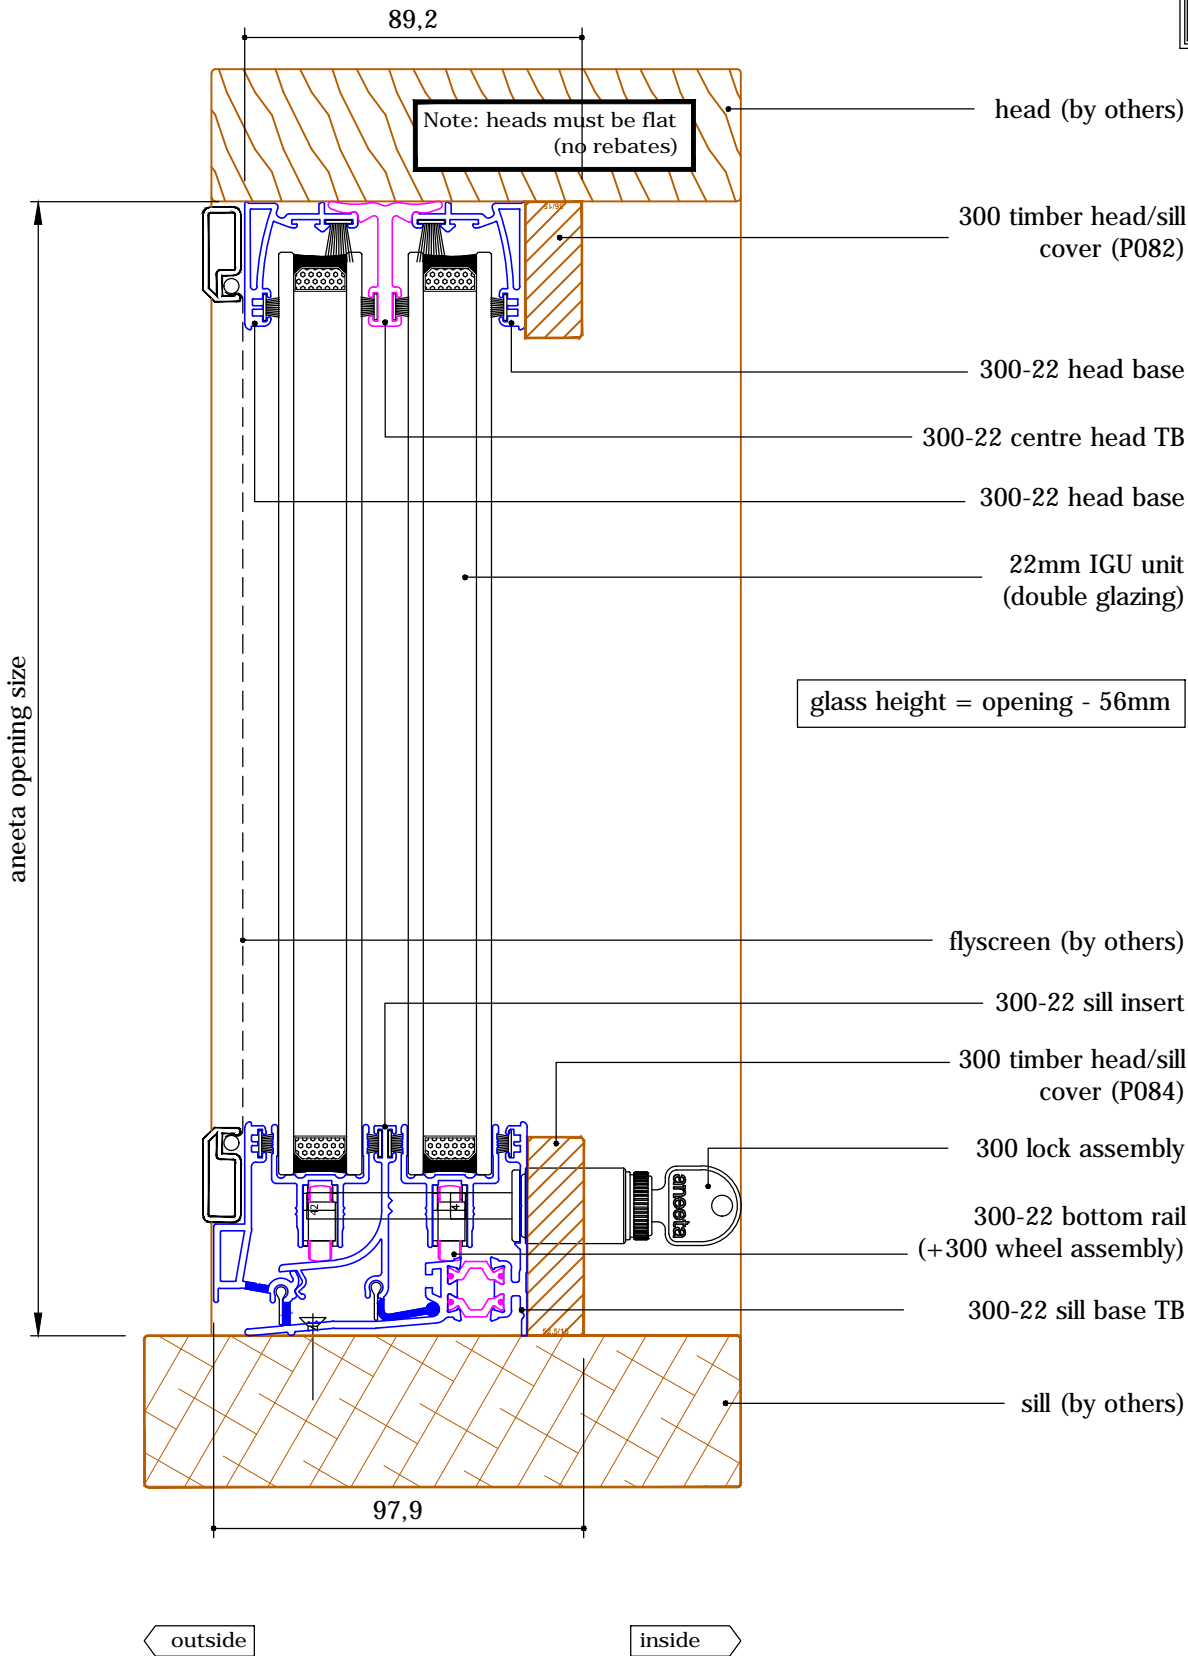 89,2
head (by others)
Note: heads must be flat
(no rebates)
300 timber head/sill
cover (P082)
300-22 head base
300-22 centre head TB
300-22 head base
22mm IGU unit
(double glazing)
glass height = opening - 56mm
aneeta opening size
flyscreen (by others)
300-22 sill insert
300 timber head/sill
cover (P084)
300 lock assembly
aneeta
300-22 bottom rail
(+300 wheel assembly)
42
4
300-22 sill base TB
sill (by others)
97,9
outside
inside